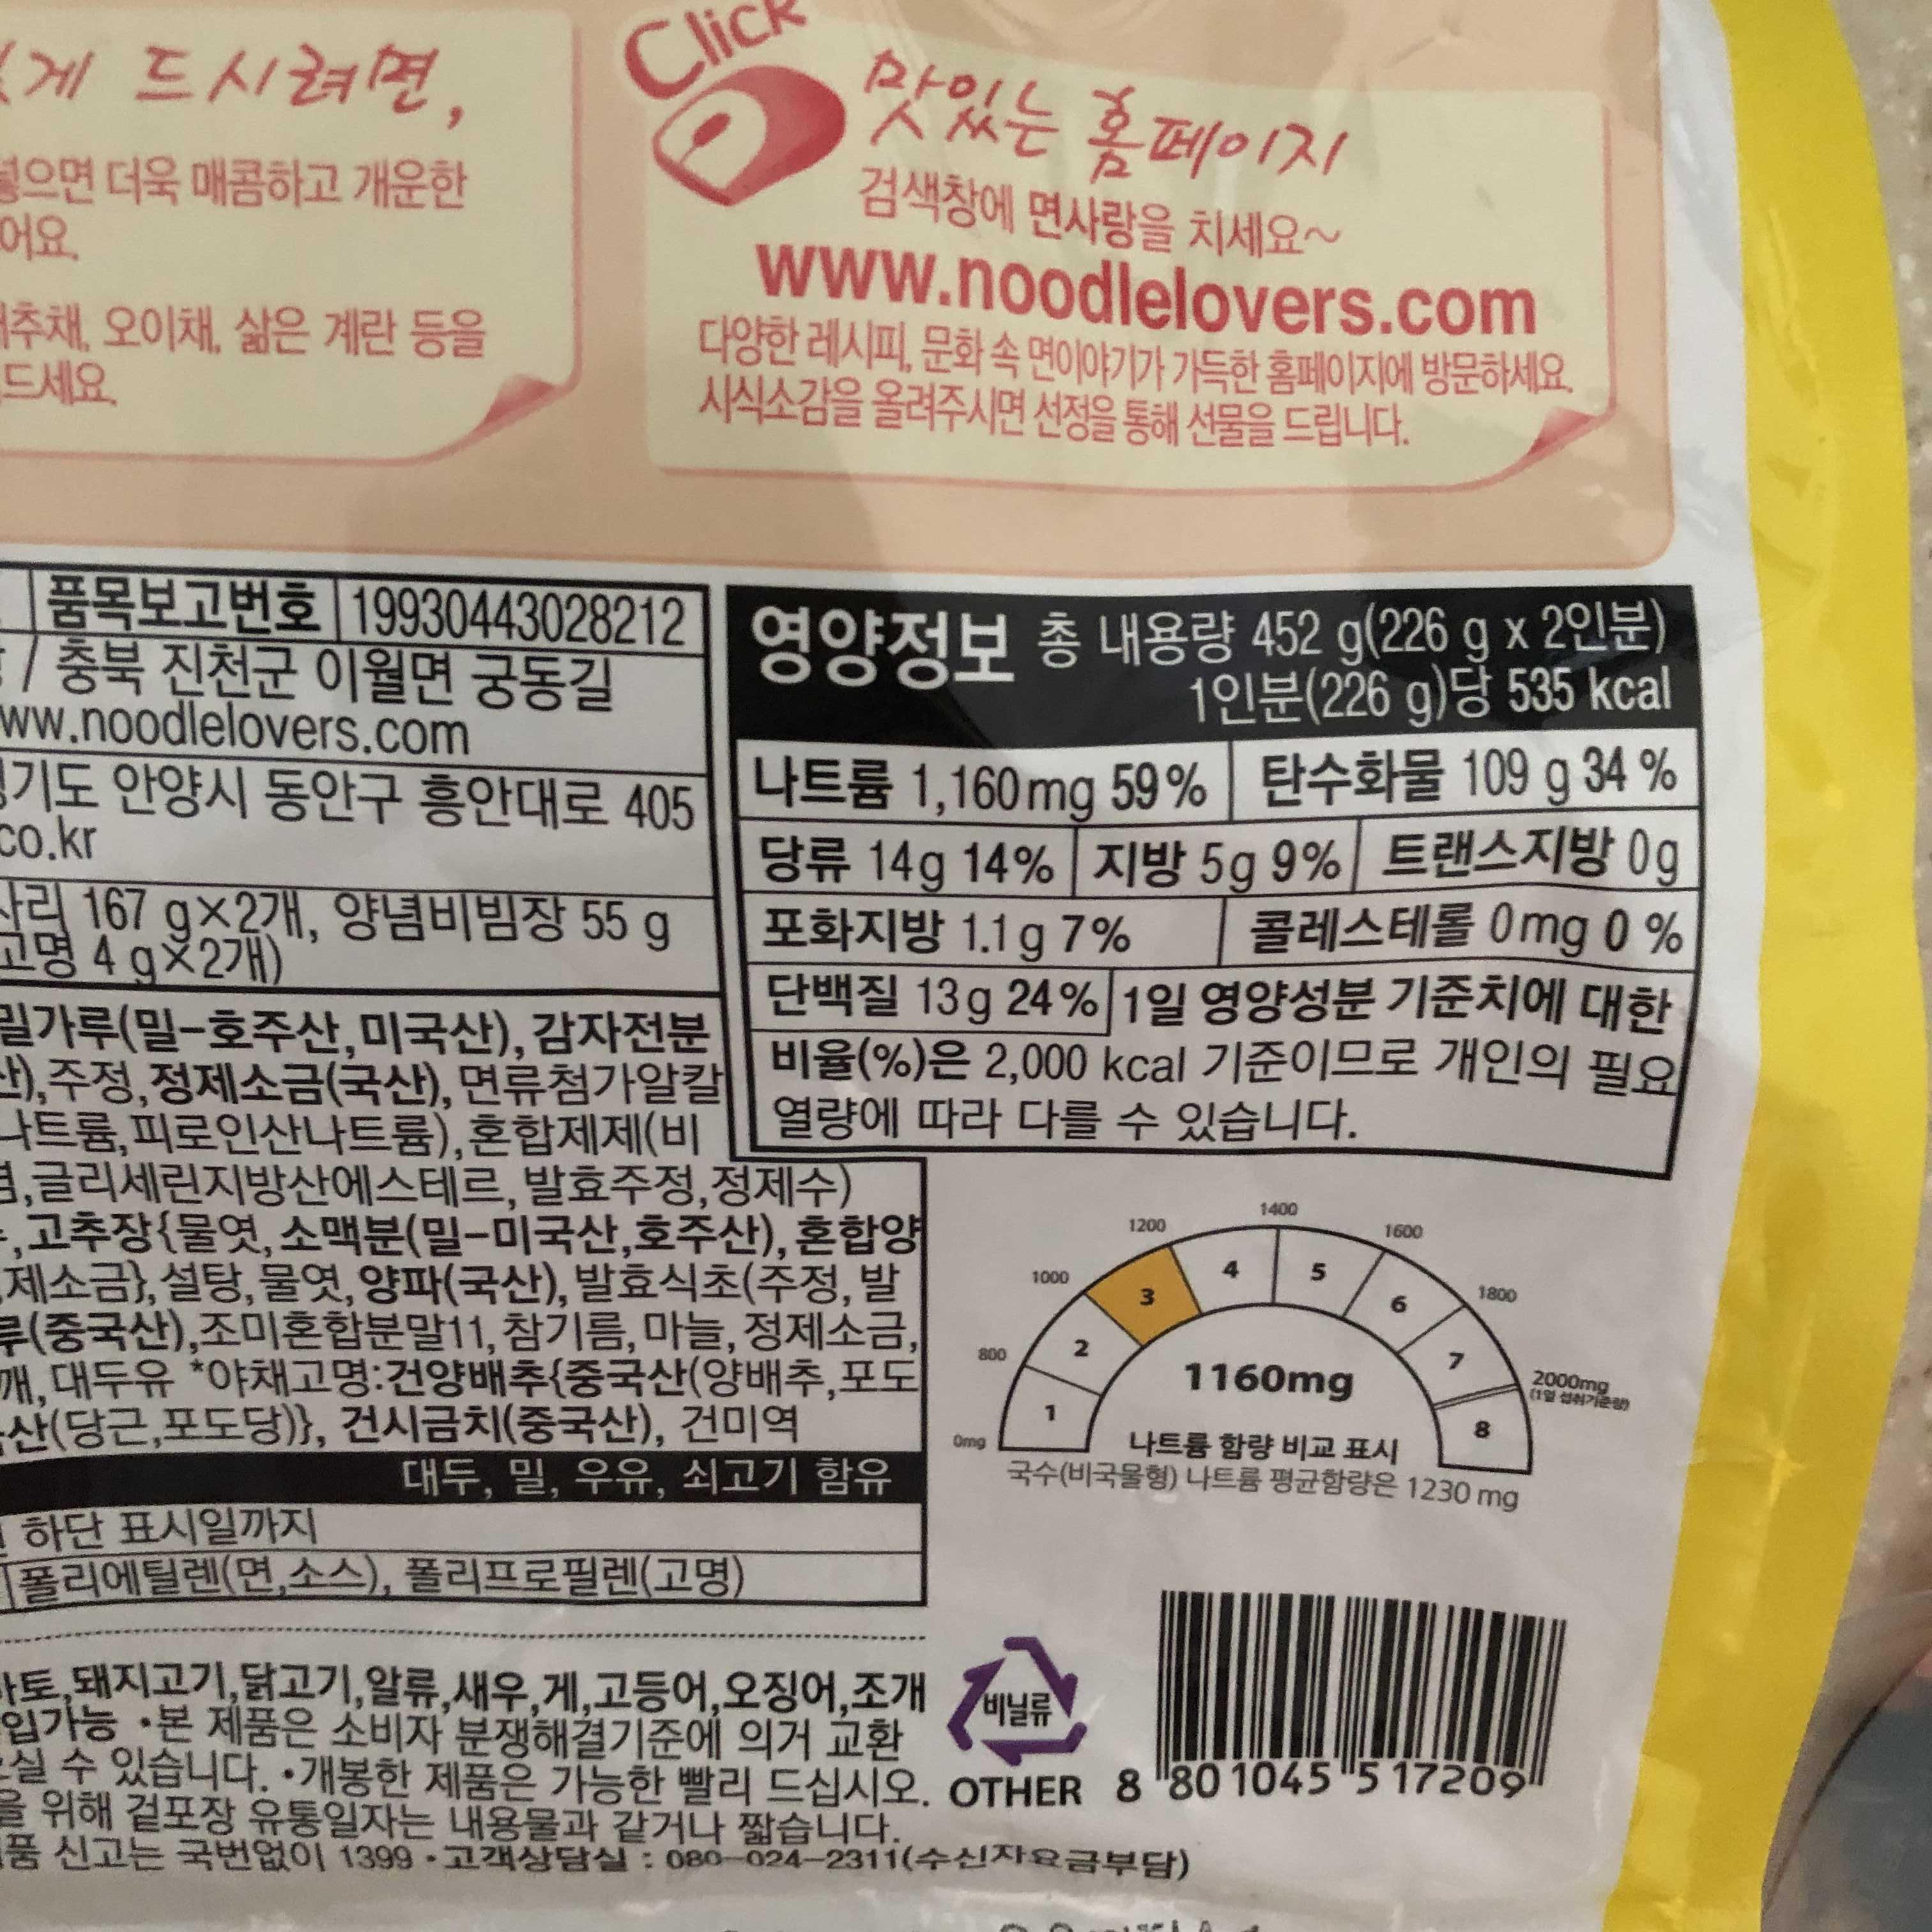 게 드시려면,
넣으면 더욱 매콤하고 개운한
어요.
추채, 오이채, 삶은 계란 등을
드세요.
Click
맛있는 홈페이지
검색창에 면사랑을 치세요~
www.noodlelovers.com
다양한 레시피, 문화 속 면이야기가 가득한 홈페이지에 방문하세요.
시식소감을 올려주시면 선정을 통해 선물을 드립니다.
품목보고번호 19930443028212
/ 충북 진천군 이월면 궁동길
ww.noodlelovers.com
기도 안양시 동안구 흥안대로 405
co.kr
사리 167 g×2개, 양념비빔장 55 g
고명 4 g×2개)
밀가루(밀-호주산,미국산),감자전분
산),주정,정제소금(국산),면류첨가알칼
나트륨,피로인산나트륨),혼합제제(비
,글리세린지방산에스테르,발효주정,정제수)
,고추장{물엿,소맥분(밀-미국산,호주산),혼합양
제소금},설탕,물엿,양파(국산),발효식초(주정,발
루(중국산),조미혼합분말11,참기름,마늘,정제소금,
깨,대두유 *야채고명:건양배추{중국산(양배추,포도
산(당근,포도당)}, 건시금치(중국산), 건미역
대두, 밀, 우유, 쇠고기 함유
하단 표시일까지
폴리에틸렌(면,소스), 폴리프로필렌(고명)
영양정보 총 내용량 452 g(226 g x 2인분)
1인분(226 g)당 535 kcal
나트륨 1,160mg 59% 탄수화물 109 g 34 %
당류 14g 14% 지방 5g 9% 트랜스지방 0g
포화지방 1.1g 7% 콜레스테롤 0mg 0 %
단백질 13g 24% 1일 영양성분 기준치에 대한
비율(%)은 2,000 kcal 기준이므로 개인의 필요
열량에 따라 다를 수 있습니다.
0mg 800 1000 1200 1400 1600 1800 2000mg
(1일 섭취기준량)
1 2 3 4 5 6 7 8
1160mg
나트륨 함량 비교 표시
국수(비국물형) 나트륨 평균함량은 1230 mg
토,돼지고기,닭고기,알류,새우,게,고등어,오징어,조개
입가능 •본 제품은 소비자 분쟁해결기준에 의거 교환
실 수 있습니다. •개봉한 제품은 가능한 빨리 드십시오.
을 위해 겉포장 유통일자는 내용물과 같거나 짧습니다.
품 신고는 국번없이 1399 •고객상담실 : 080-024-2311(수신자요금부담)
비닐류
OTHER
8 801045 517209